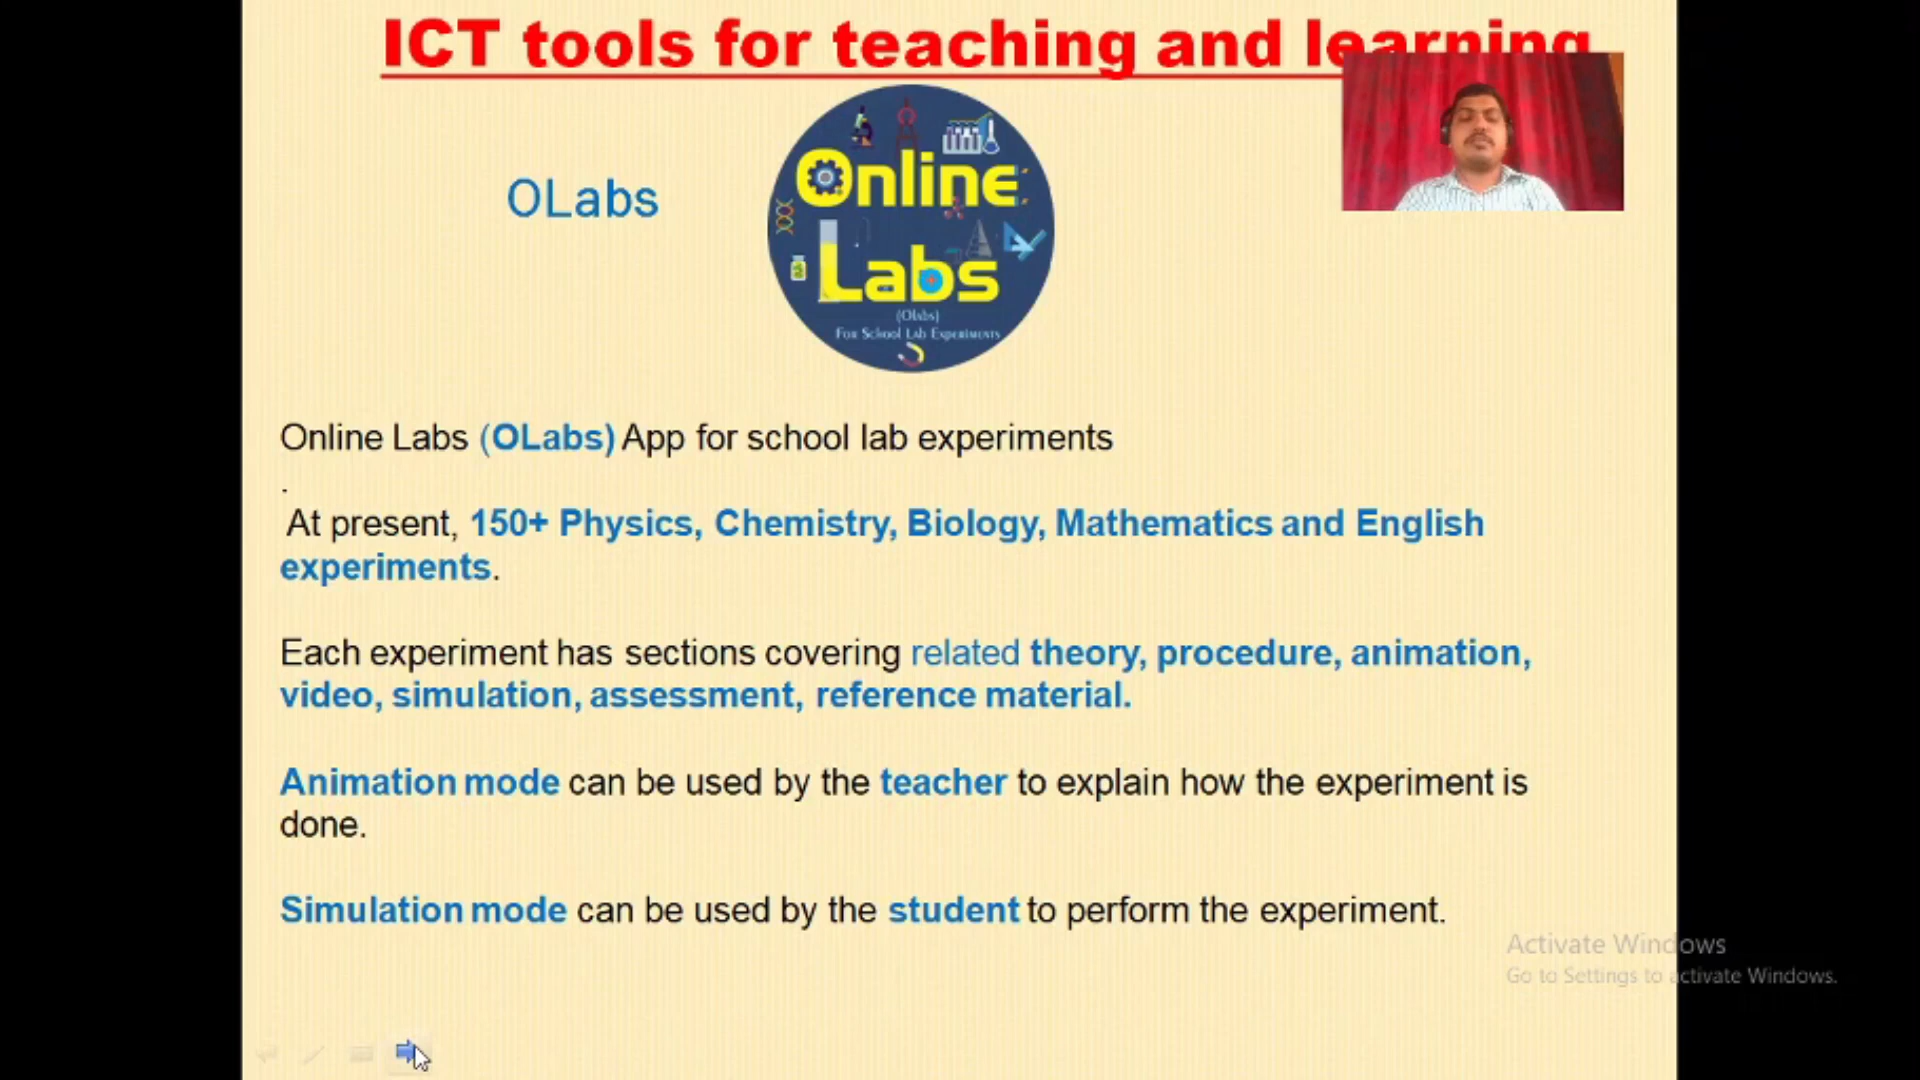 ICT tools for teaching and learning
OLabs
Online
Labs
(Olabs)
For School Lab Experiments
Online Labs (OLabs) App for school lab experiments
.
At present, 150+ Physics, Chemistry, Biology, Mathematics and English
experiments.
Each experiment has sections covering related theory, procedure, animation,
video, simulation, assessment, reference material.
Animation mode can be used by the teacher to explain how the experiment is
done.
Simulation mode can be used by the student to perform the experiment.
Activate Windows
Go to Settings to activate Windows.